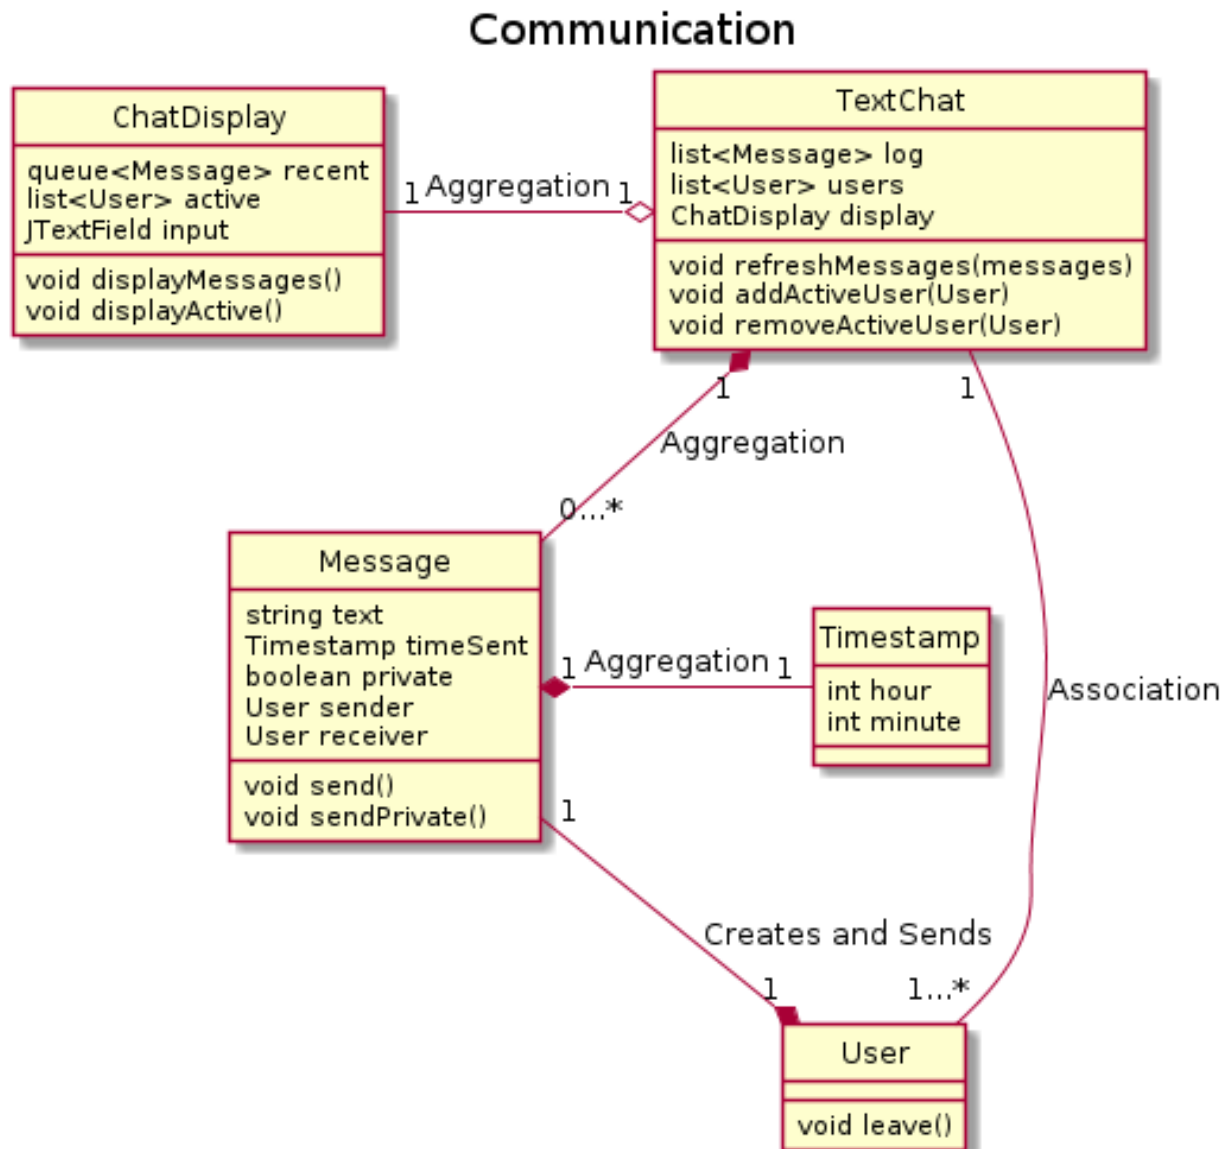 Communication
ChatDisplay
queue<Message> recent
list<User> active
JTextField input
void displayMessages()
void displayActive()
1 Aggregation 1
TextChat
list<Message> log
list<User> users
ChatDisplay display
void refreshMessages(messages)
void addActiveUser(User)
void removeActiveUser(User)
1
1
Aggregation
0...*
Message
string text
Timestamp timeSent
boolean private
User sender
User receiver
void send()
void sendPrivate()
1 Aggregation 1
Timestamp
int hour
int minute
Association
1
Creates and Sends
1
1...*
User
void leave()